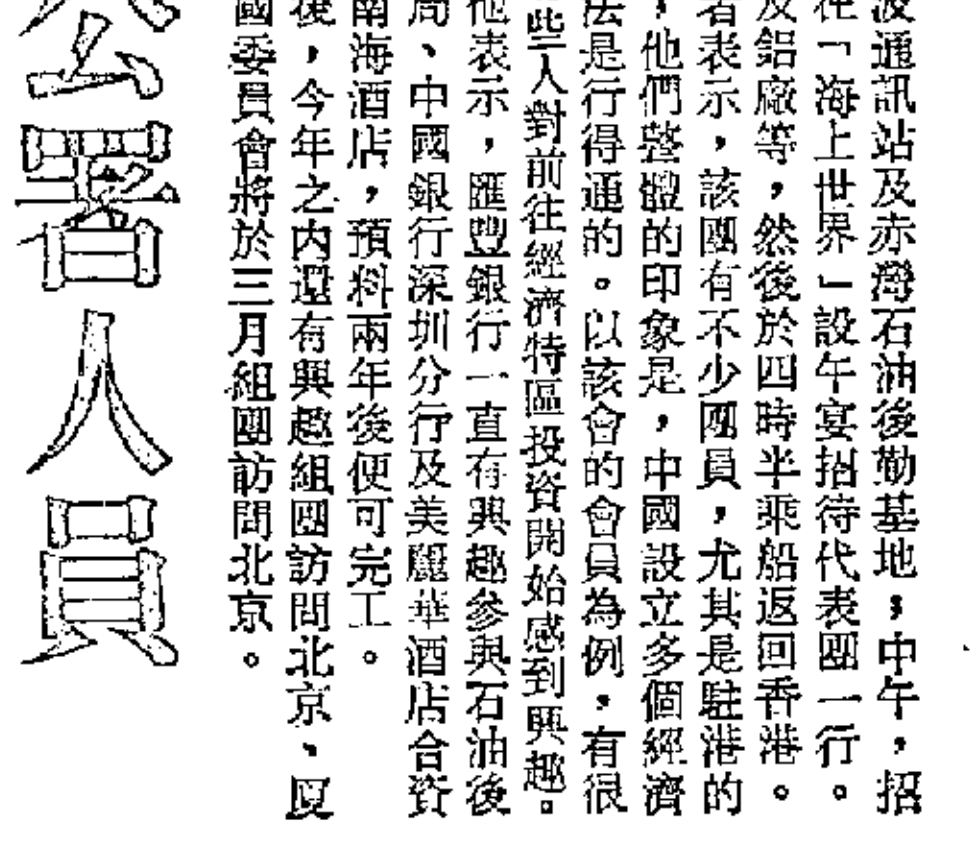 波通訊站及赤灣石油後勤基地；中午，招
在「海上世界」設午宴招待代表團一行。
及鋁廠等，然後於四時半乘船返回香港。
者表示，該團有不少團員，尤其是駐港的
，他們整體的印象是，中國設立多個經濟
法是行得通的。以該會的會員為例，有很
些人對前往經濟特區投資開始感到興趣。
他表示，匯豐銀行一直有興趣參與石油後
局、中國銀行深圳分行及美麗華酒店合資
南海酒店，預料兩年後便可完工。
後，今年之內還有興趣組團訪問北京、厦
國委員會將於三月組團訪問北京。
公署人員